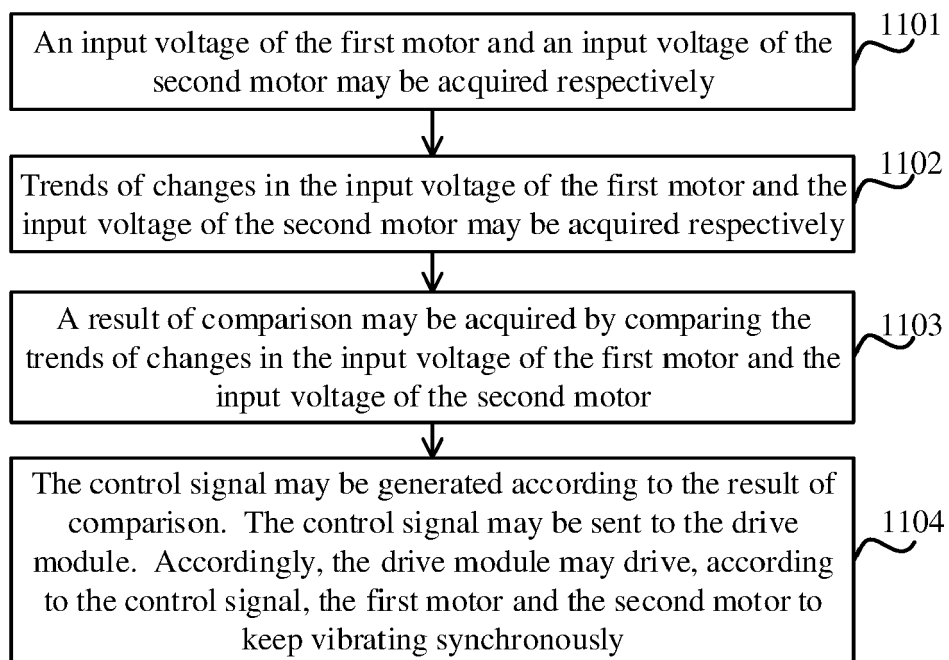 An input voltage of the first motor and an input voltage of the
second motor may be acquired respectively
1101
Trends of changes in the input voltage of the first motor and the
input voltage of the second motor may be acquired respectively
1102
A result of comparison may be acquired by comparing the
trends of changes in the input voltage of the first motor and the
input voltage of the second motor
1103
The control signal may be generated according to the result of
comparison.  The control signal may be sent to the drive
module.  Accordingly, the drive module may drive, according
to the control signal, the first motor and the second motor to
keep vibrating synchronously
1104